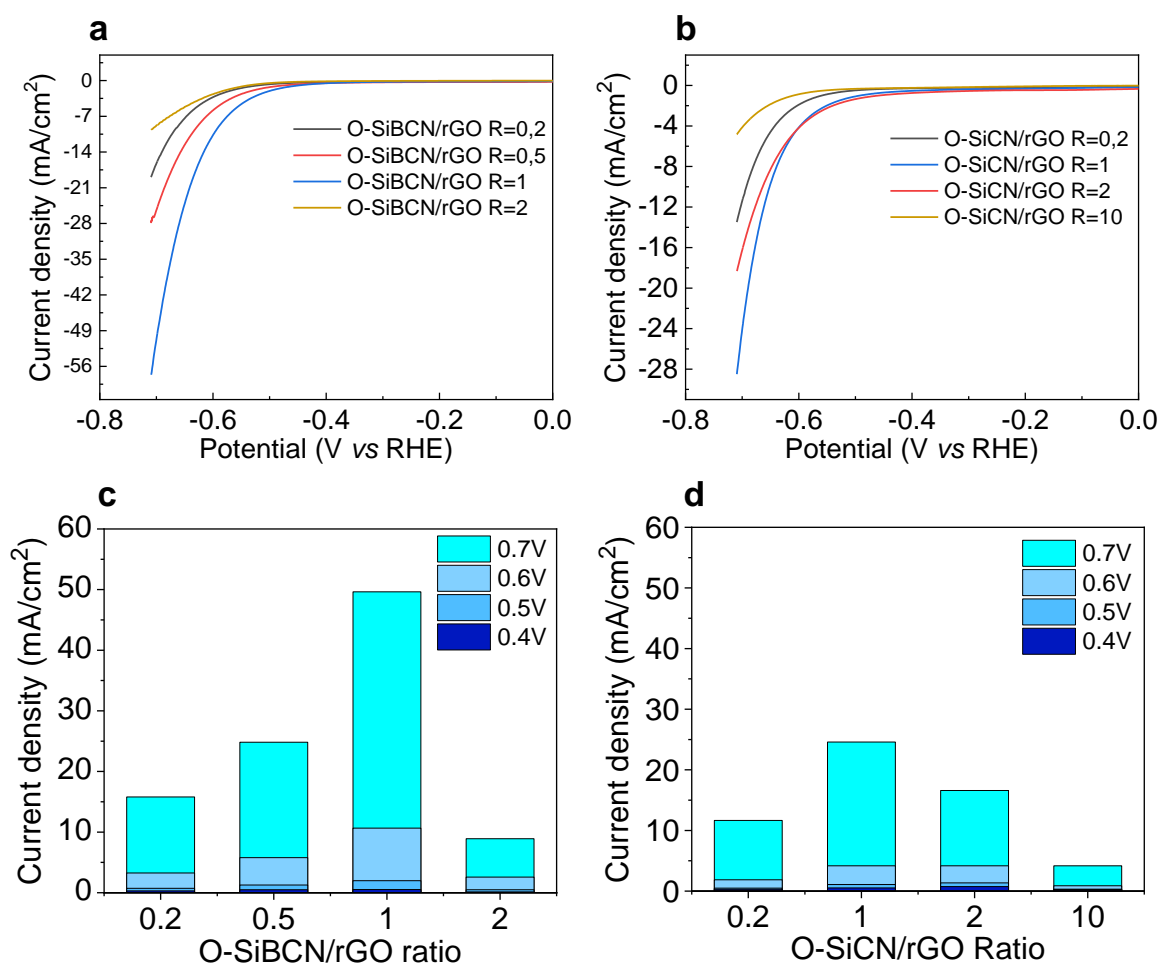 a
Current density (mA/cm²)
0
-7
-14
-21
-28
-35
-42
-49
-56
O-SiBCN/rGO R=0,2
O-SiBCN/rGO R=0,5
O-SiBCN/rGO R=1
O-SiBCN/rGO R=2
-0.8 -0.6 -0.4 -0.2 0.0
Potential (V vs RHE)
b
Current density (mA/cm²)
0
-4
-8
-12
-16
-20
-24
-28
O-SiCN/rGO R=0,2
O-SiCN/rGO R=1
O-SiCN/rGO R=2
O-SiCN/rGO R=10
-0.8 -0.6 -0.4 -0.2 0.0
Potential (V vs RHE)
c
Current density (mA/cm²)
60
50
40
30
20
10
0
0.7V
0.6V
0.5V
0.4V
0.2 0.5 1 2
O-SiBCN/rGO ratio
d
Current density (mA/cm²)
60
50
40
30
20
10
0
0.7V
0.6V
0.5V
0.4V
0.2 1 2 10
O-SiCN/rGO Ratio